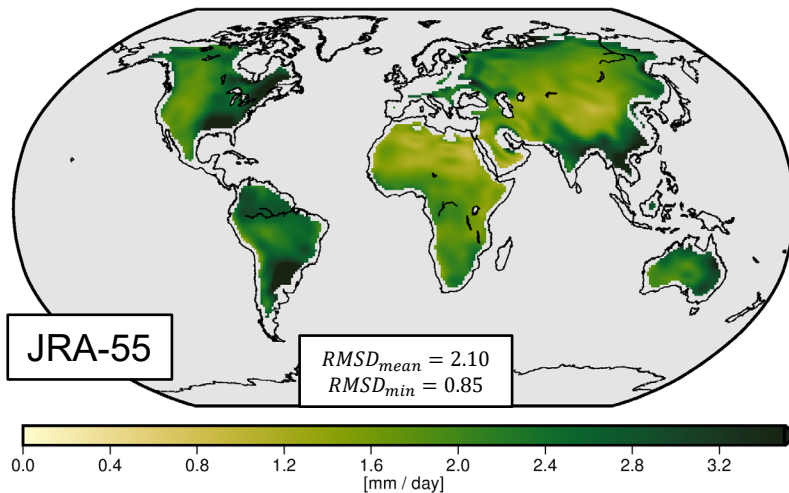 JRA-55
RMSD_mean = 2.10
RMSD_min = 0.85
0.0 0.4 0.8 1.2 1.6 2.0 2.4 2.8 3.2
[mm / day]